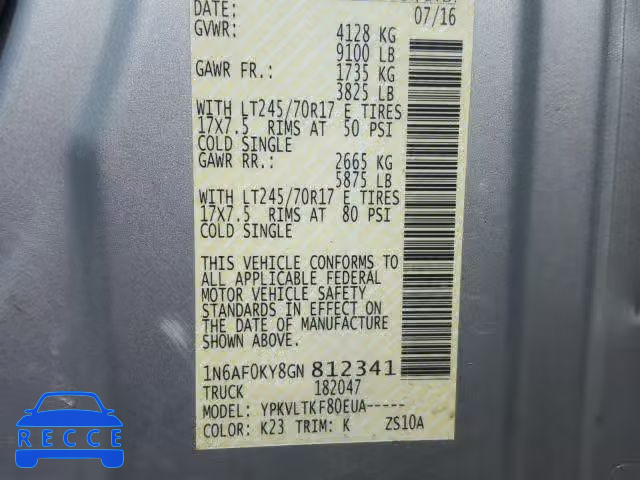 DATE: 07/16
GVWR: 4128 KG
9100 LB
GAWR FR.: 1735 KG
3825 LB
WITH LT245/70R17 E TIRES
17X7.5 RIMS AT 50 PSI
COLD SINGLE
GAWR RR.: 2665 KG
5875 LB
WITH LT245/70R17 E TIRES
17X7.5 RIMS AT 80 PSI
COLD SINGLE
THIS VEHICLE CONFORMS TO
ALL APPLICABLE FEDERAL
MOTOR VEHICLE SAFETY
STANDARDS IN EFFECT ON
THE DATE OF MANUFACTURE
SHOWN ABOVE.
1N6AF0KY8GN 812341
TRUCK 182047
MODEL: YPKVLTKF80EUA-----
COLOR: K23 TRIM: K ZS10A
RECCE